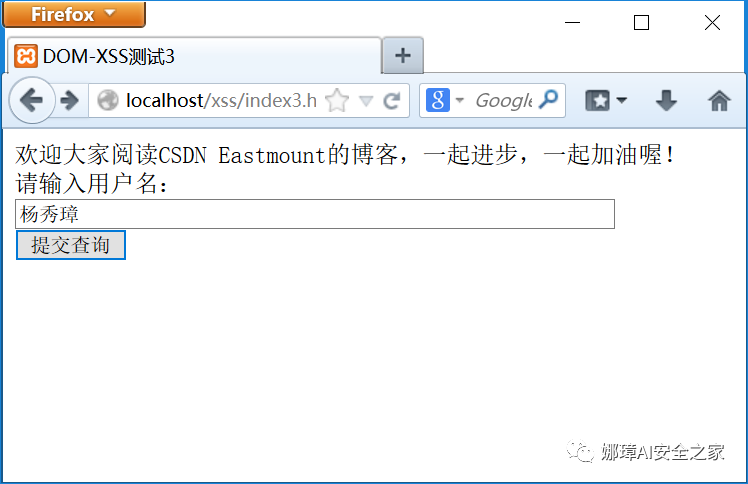 Firefox
DOM-XSS测试3
localhost/xss/index3.h
Google
欢迎大家阅读CSDN Eastmount的博客，一起进步，一起加油喔！
请输入用户名：
杨秀璋
提交查询
娜璋AI安全之家